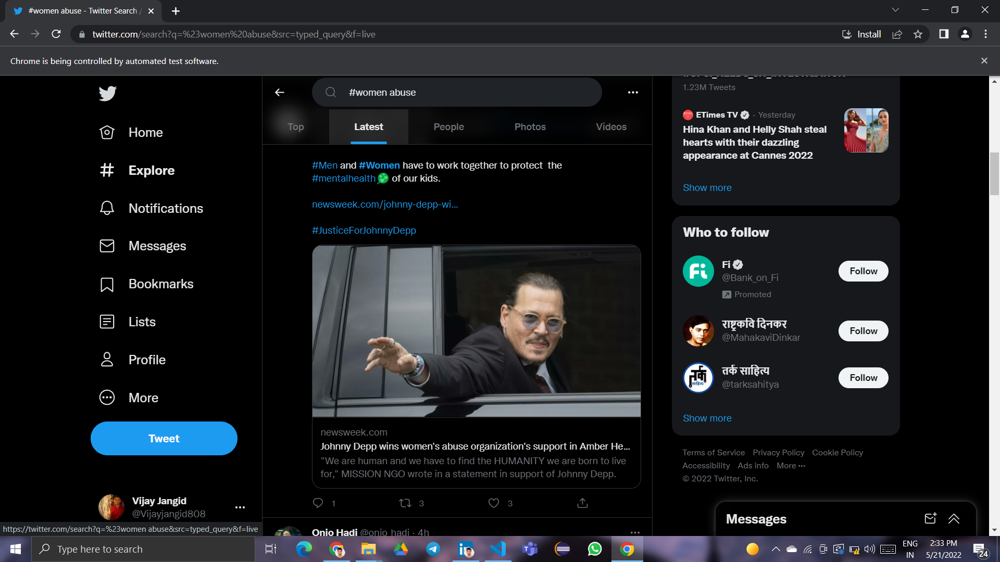 #women abuse - Twitter Search /
twitter.com/search?q=%23women%20abuse&src=typed_query&f=live
Install
Chrome is being controlled by automated test software.
Home
Explore
Notifications
Messages
Bookmarks
Lists
Profile
More
Tweet
Vijay Jangid
@Vijayjangid808
https://twitter.com/search?q=%23women abuse&src=typed_query&f=live
#women abuse
Top
Latest
People
Photos
Videos
#Men and #Women have to work together to protect the
#mentalhealth of our kids.
newsweek.com/johnny-depp-wi...
#JusticeForJohnnyDepp
newsweek.com
Johnny Depp wins women's abuse organization's support in Amber He...
"We are human and we have to find the HUMANITY we are born to live
for," MISSION NGO wrote in a statement in support of Johnny Depp.
1
3
3
Onio Hadi @onio_hadi · 4h
1.23M Tweets
ETimes TV · Yesterday
Hina Khan and Helly Shah steal
hearts with their dazzling
appearance at Cannes 2022
Show more
Who to follow
Fi
@Bank_on_Fi
Promoted
Follow
राष्ट्रकवि दिनकर
@MahakaviDinkar
Follow
तर्क साहित्य
@tarksahitya
Follow
Show more
Terms of Service Privacy Policy Cookie Policy
Accessibility Ads info More ···
© 2022 Twitter, Inc.
Messages
Type here to search
ENG
IN
2:33 PM
5/21/2022
24